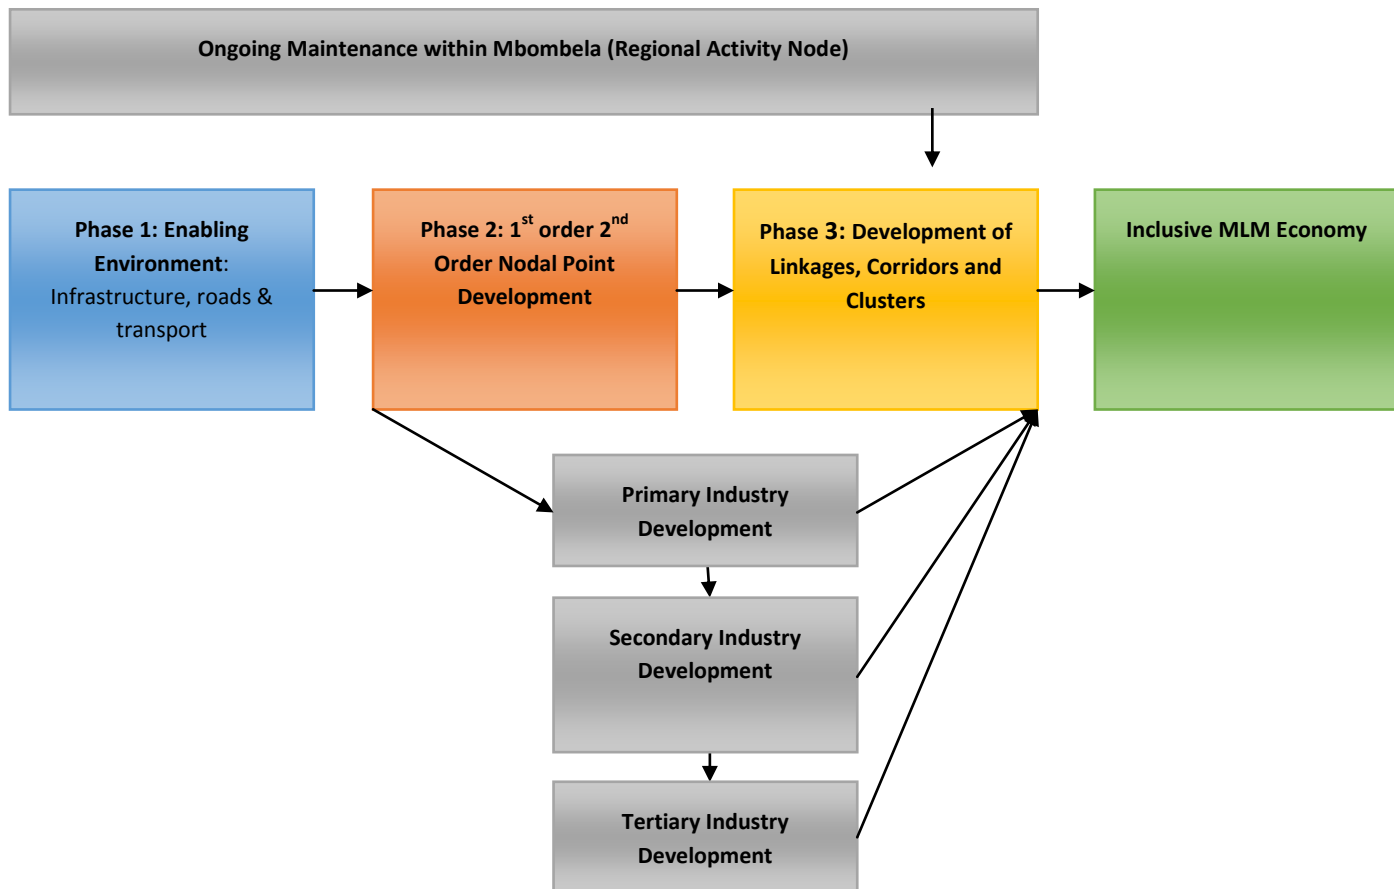 Ongoing Maintenance within Mbombela (Regional Activity Node)
Phase 1: Enabling
Environment:
Infrastructure, roads &
transport
Phase 2: 1st order 2nd
Order Nodal Point
Development
Phase 3: Development of
Linkages, Corridors and
Clusters
Inclusive MLM Economy
Primary Industry
Development
Secondary Industry
Development
Tertiary Industry
Development